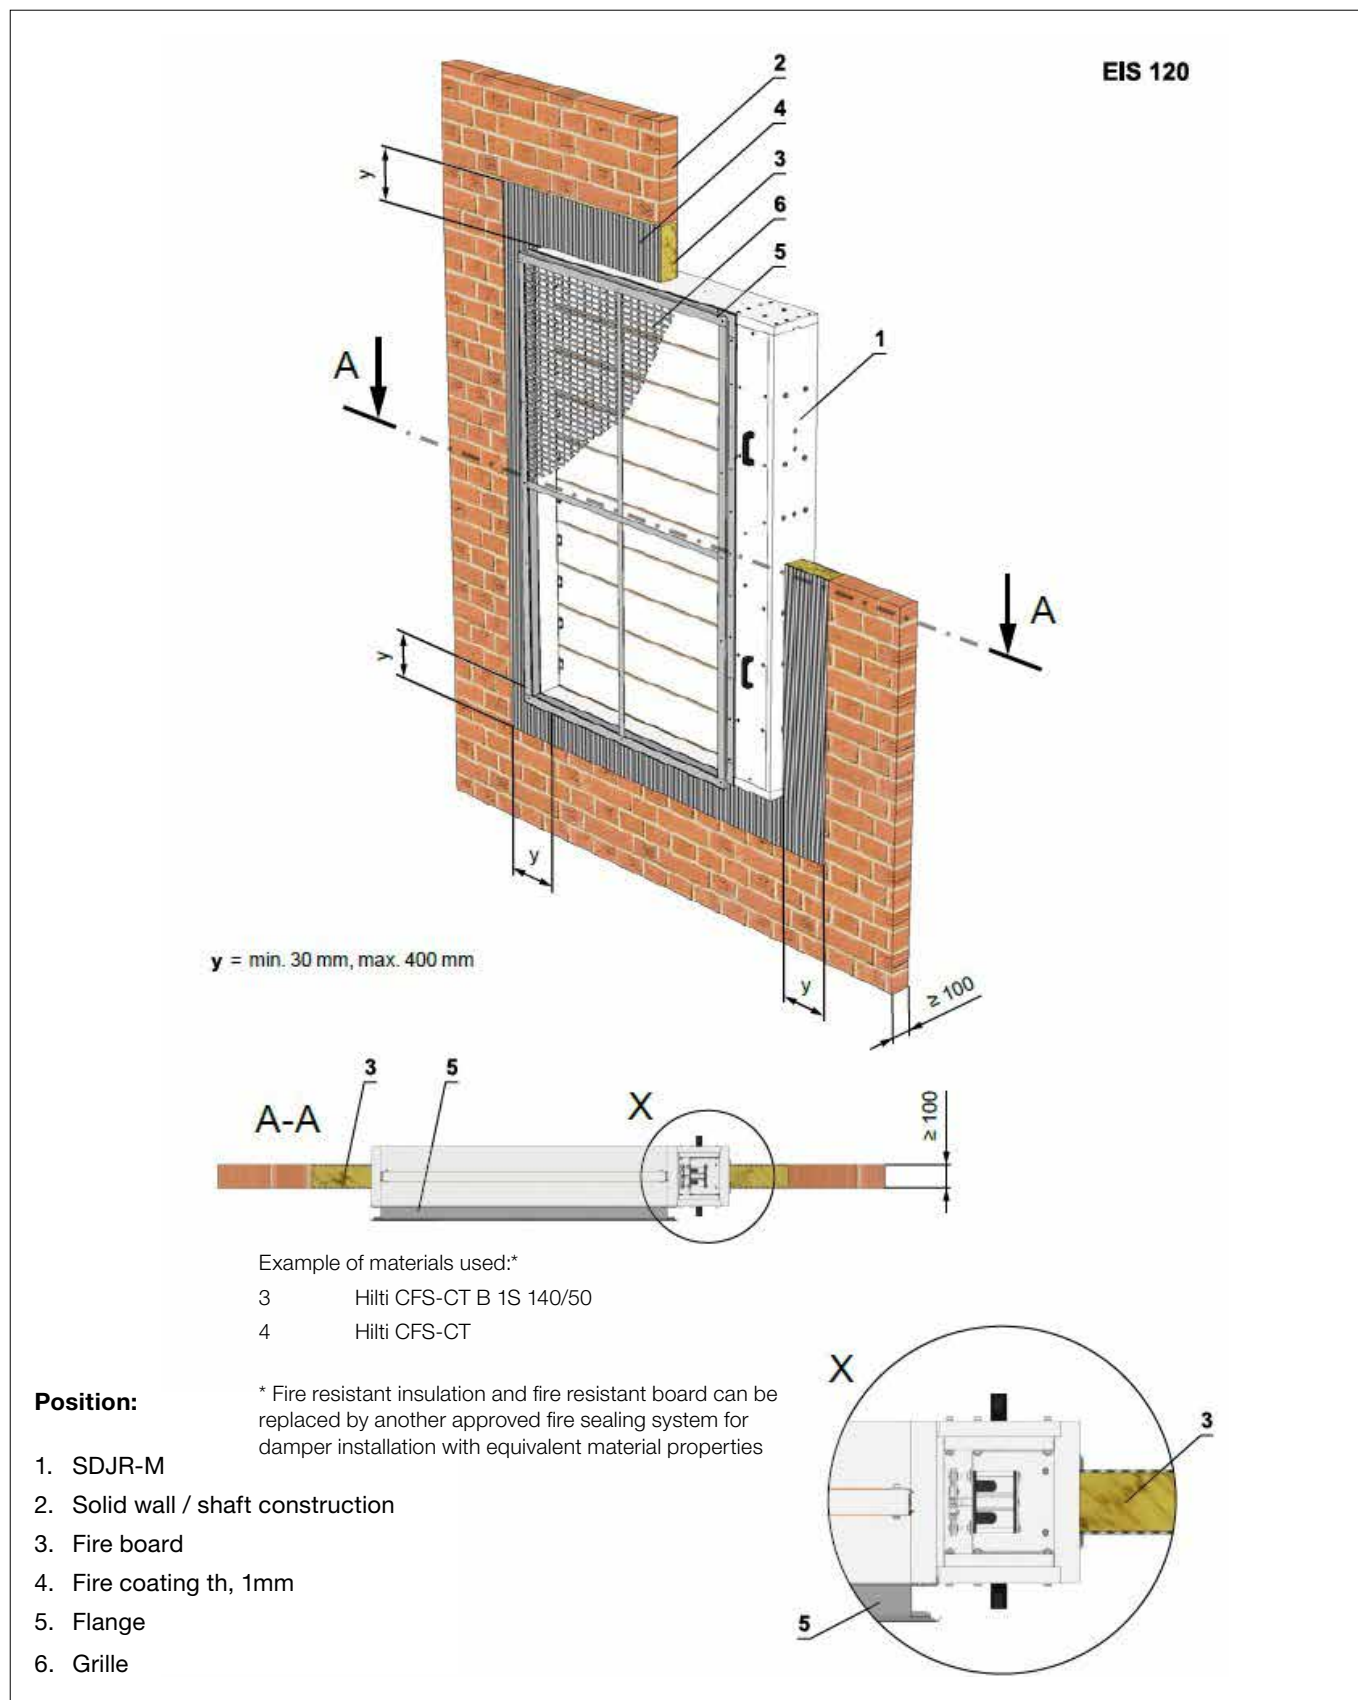 EIS 120
2
4
3
6
5
1
y
A
A
y
y
y
≥ 100
y = min. 30 mm, max. 400 mm
3
5
A-A
X
≥ 100
Example of materials used:*
3 Hilti CFS-CT B 1S 140/50
4 Hilti CFS-CT
* Fire resistant insulation and fire resistant board can be
replaced by another approved fire sealing system for
damper installation with equivalent material properties
Position:
1. SDJR-M
2. Solid wall / shaft construction
3. Fire board
4. Fire coating th, 1mm
5. Flange
6. Grille
X
3
5